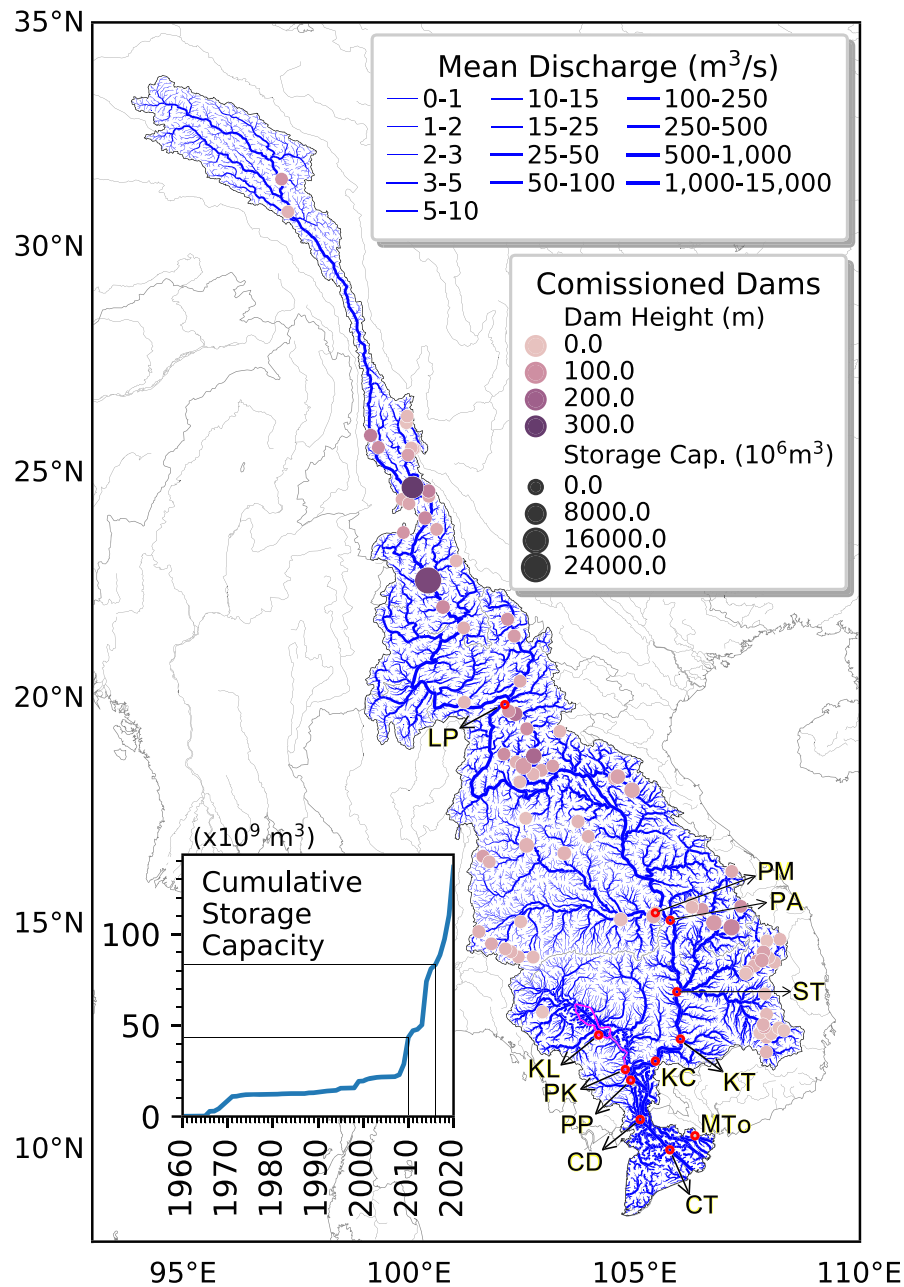 35°N
30°N
25°N
20°N
15°N
10°N
95°E
100°E
105°E
110°E
Mean Discharge (m³/s)
0-1
1-2
2-3
3-5
5-10
10-15
15-25
25-50
50-100
100-250
250-500
500-1,000
1,000-15,000
Comissioned Dams
Dam Height (m)
0.0
100.0
200.0
300.0
Storage Cap. (10⁶m³)
0.0
8000.0
16000.0
24000.0
LP
PM
PA
ST
KT
KC
KL
PK
PP
CD
MTo
CT
(x10⁹ m³)
Cumulative
Storage
Capacity
100
50
0
1960
1970
1980
1990
2000
2010
2020